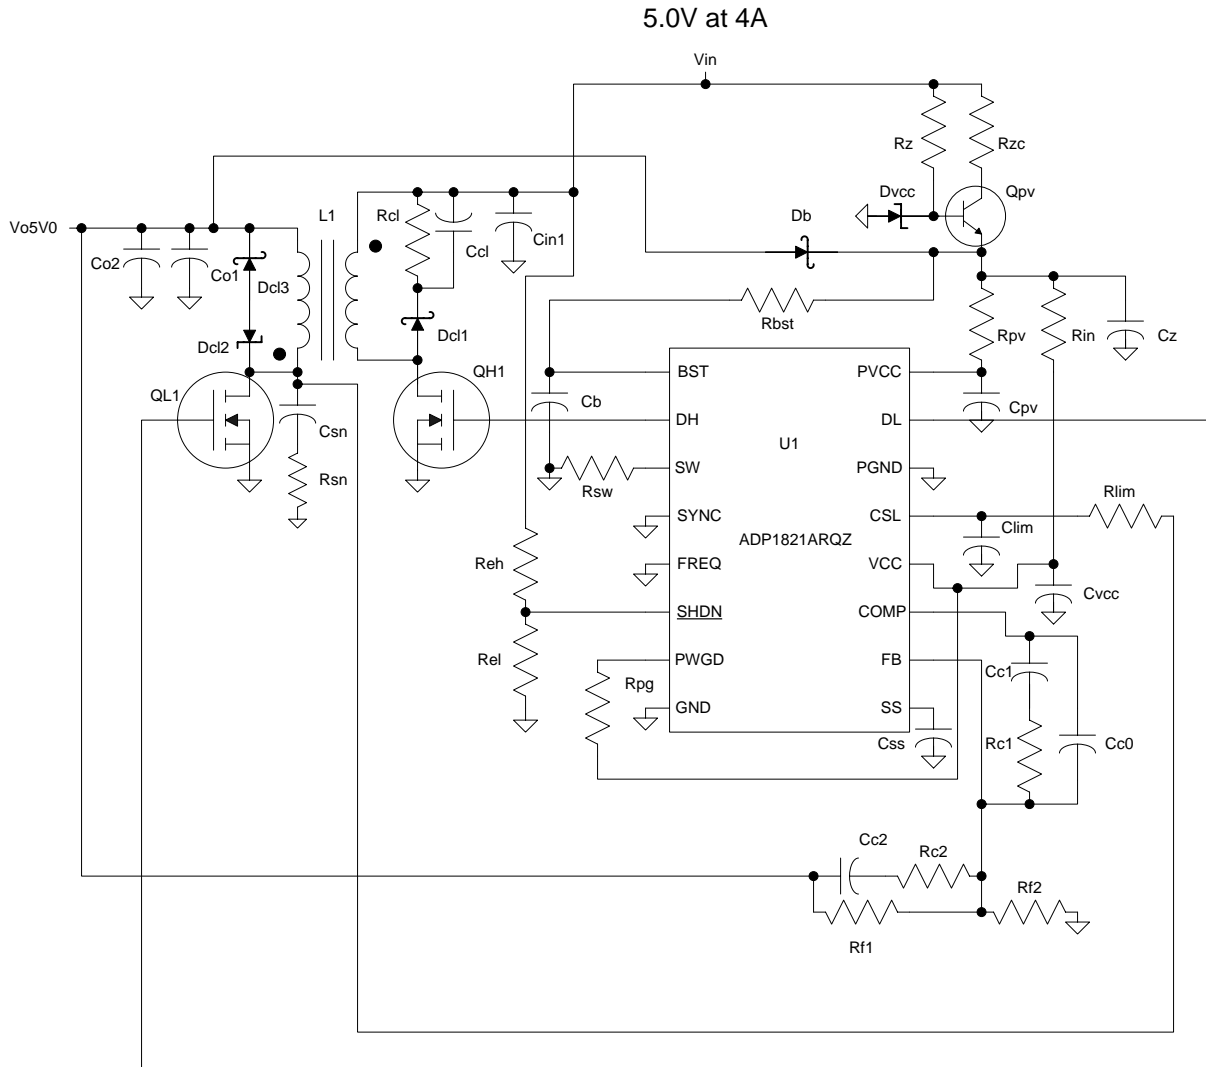 5.0V at 4A
Vin
Rz
Rzc
Dvcc
Qpv
Vo5V0
L1
Rcl
Ccl
Cin1
Db
Co2
Co1
Dcl3
Dcl2
Dcl1
Rbst
Rpv
Rin
Cz
QL1
QH1
Csn
Rsn
Cb
Rsw
BST
DH
SW
SYNC
FREQ
SHDN
PWGD
GND
U1
ADP1821ARQZ
PVCC
DL
PGND
CSL
VCC
COMP
FB
SS
Cpv
Rlim
Clim
Cvcc
Reh
Rel
Rpg
Css
Cc1
Rc1
Cc0
Cc2
Rc2
Rf1
Rf2